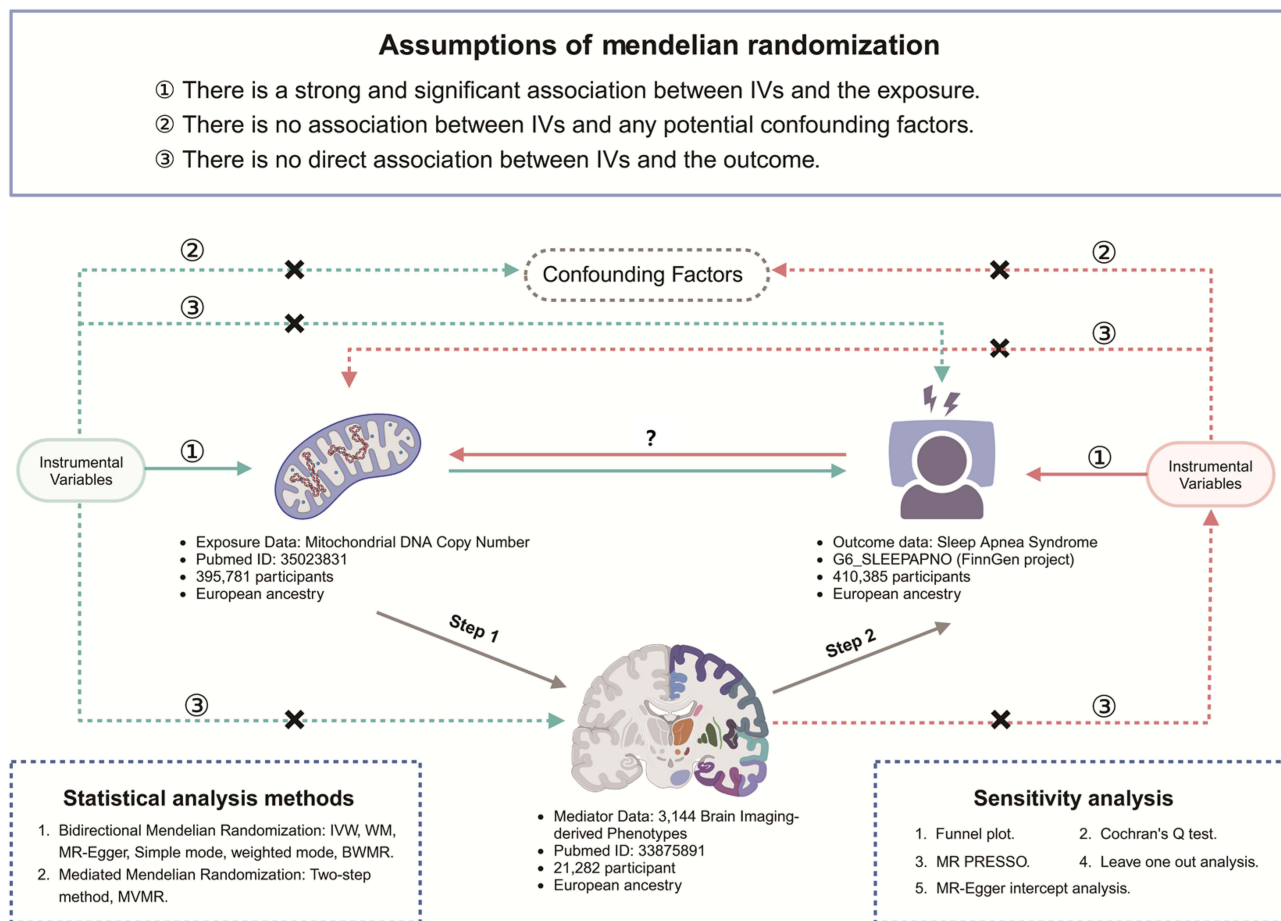 Assumptions of mendelian randomization
① There is a strong and significant association between IVs and the exposure.
② There is no association between IVs and any potential confounding factors.
③ There is no direct association between IVs and the outcome.
②
②
Confounding Factors
③
③
?
Instrumental
Variables
①
①
Instrumental
Variables
• Exposure Data: Mitochondrial DNA Copy Number
• Pubmed ID: 35023831
• 395,781 participants
• European ancestry
• Outcome data: Sleep Apnea Syndrome
• G6_SLEEPAPNO (FinnGen project)
• 410,385 participants
• European ancestry
Step 1
Step 2
③
③
Statistical analysis methods
1. Bidirectional Mendelian Randomization: IVW, WM,
MR-Egger, Simple mode, weighted mode, BWMR.
2. Mediated Mendelian Randomization: Two-step
method, MVMR.
• Mediator Data: 3,144 Brain Imaging-
derived Phenotypes
• Pubmed ID: 33875891
• 21,282 participant
• European ancestry
Sensitivity analysis
1. Funnel plot. 2. Cochran's Q test.
3. MR PRESSO. 4. Leave one out analysis.
5. MR-Egger intercept analysis.